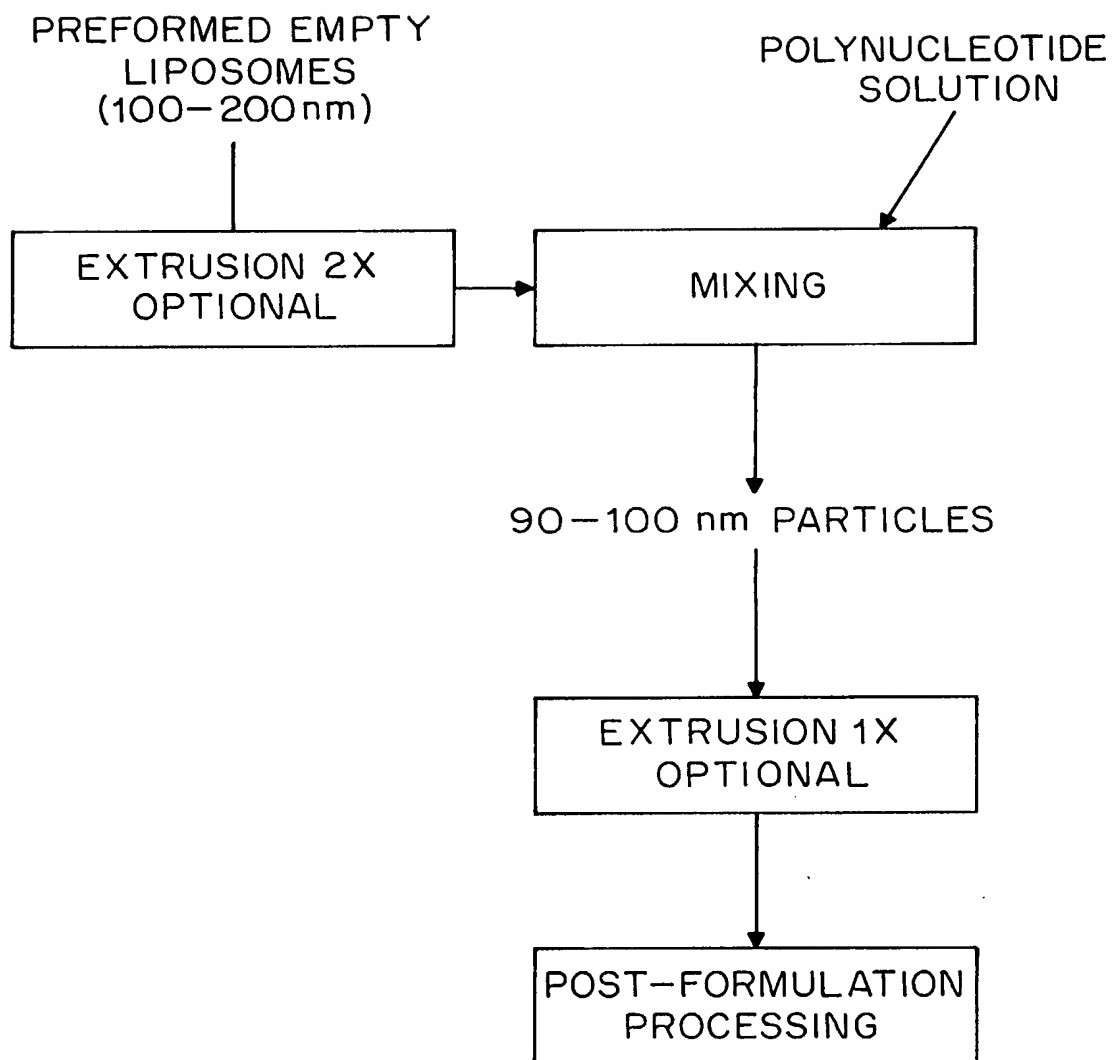 PREFORMED EMPTY
LIPOSOMES
(100–200nm)
POLYNUCLEOTIDE
SOLUTION
EXTRUSION 2X
OPTIONAL
MIXING
90–100 nm PARTICLES
EXTRUSION 1X
OPTIONAL
POST–FORMULATION
PROCESSING